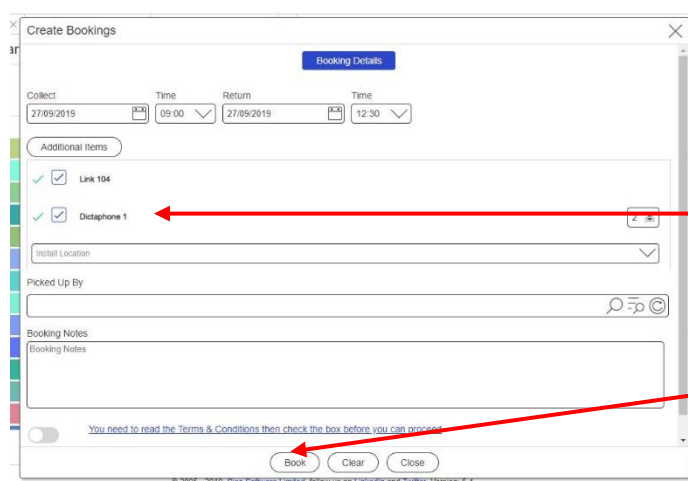 Create Bookings
Booking Details
Collect Time Return Time
27/09/2019 09:00 27/09/2019 12:30
Additional Items
Link 104
Dictaphone 1 2
Install Location
Picked Up By
Booking Notes
Booking Notes
You need to read the Terms & Conditions then check the box before you can proceed
Book Clear Close